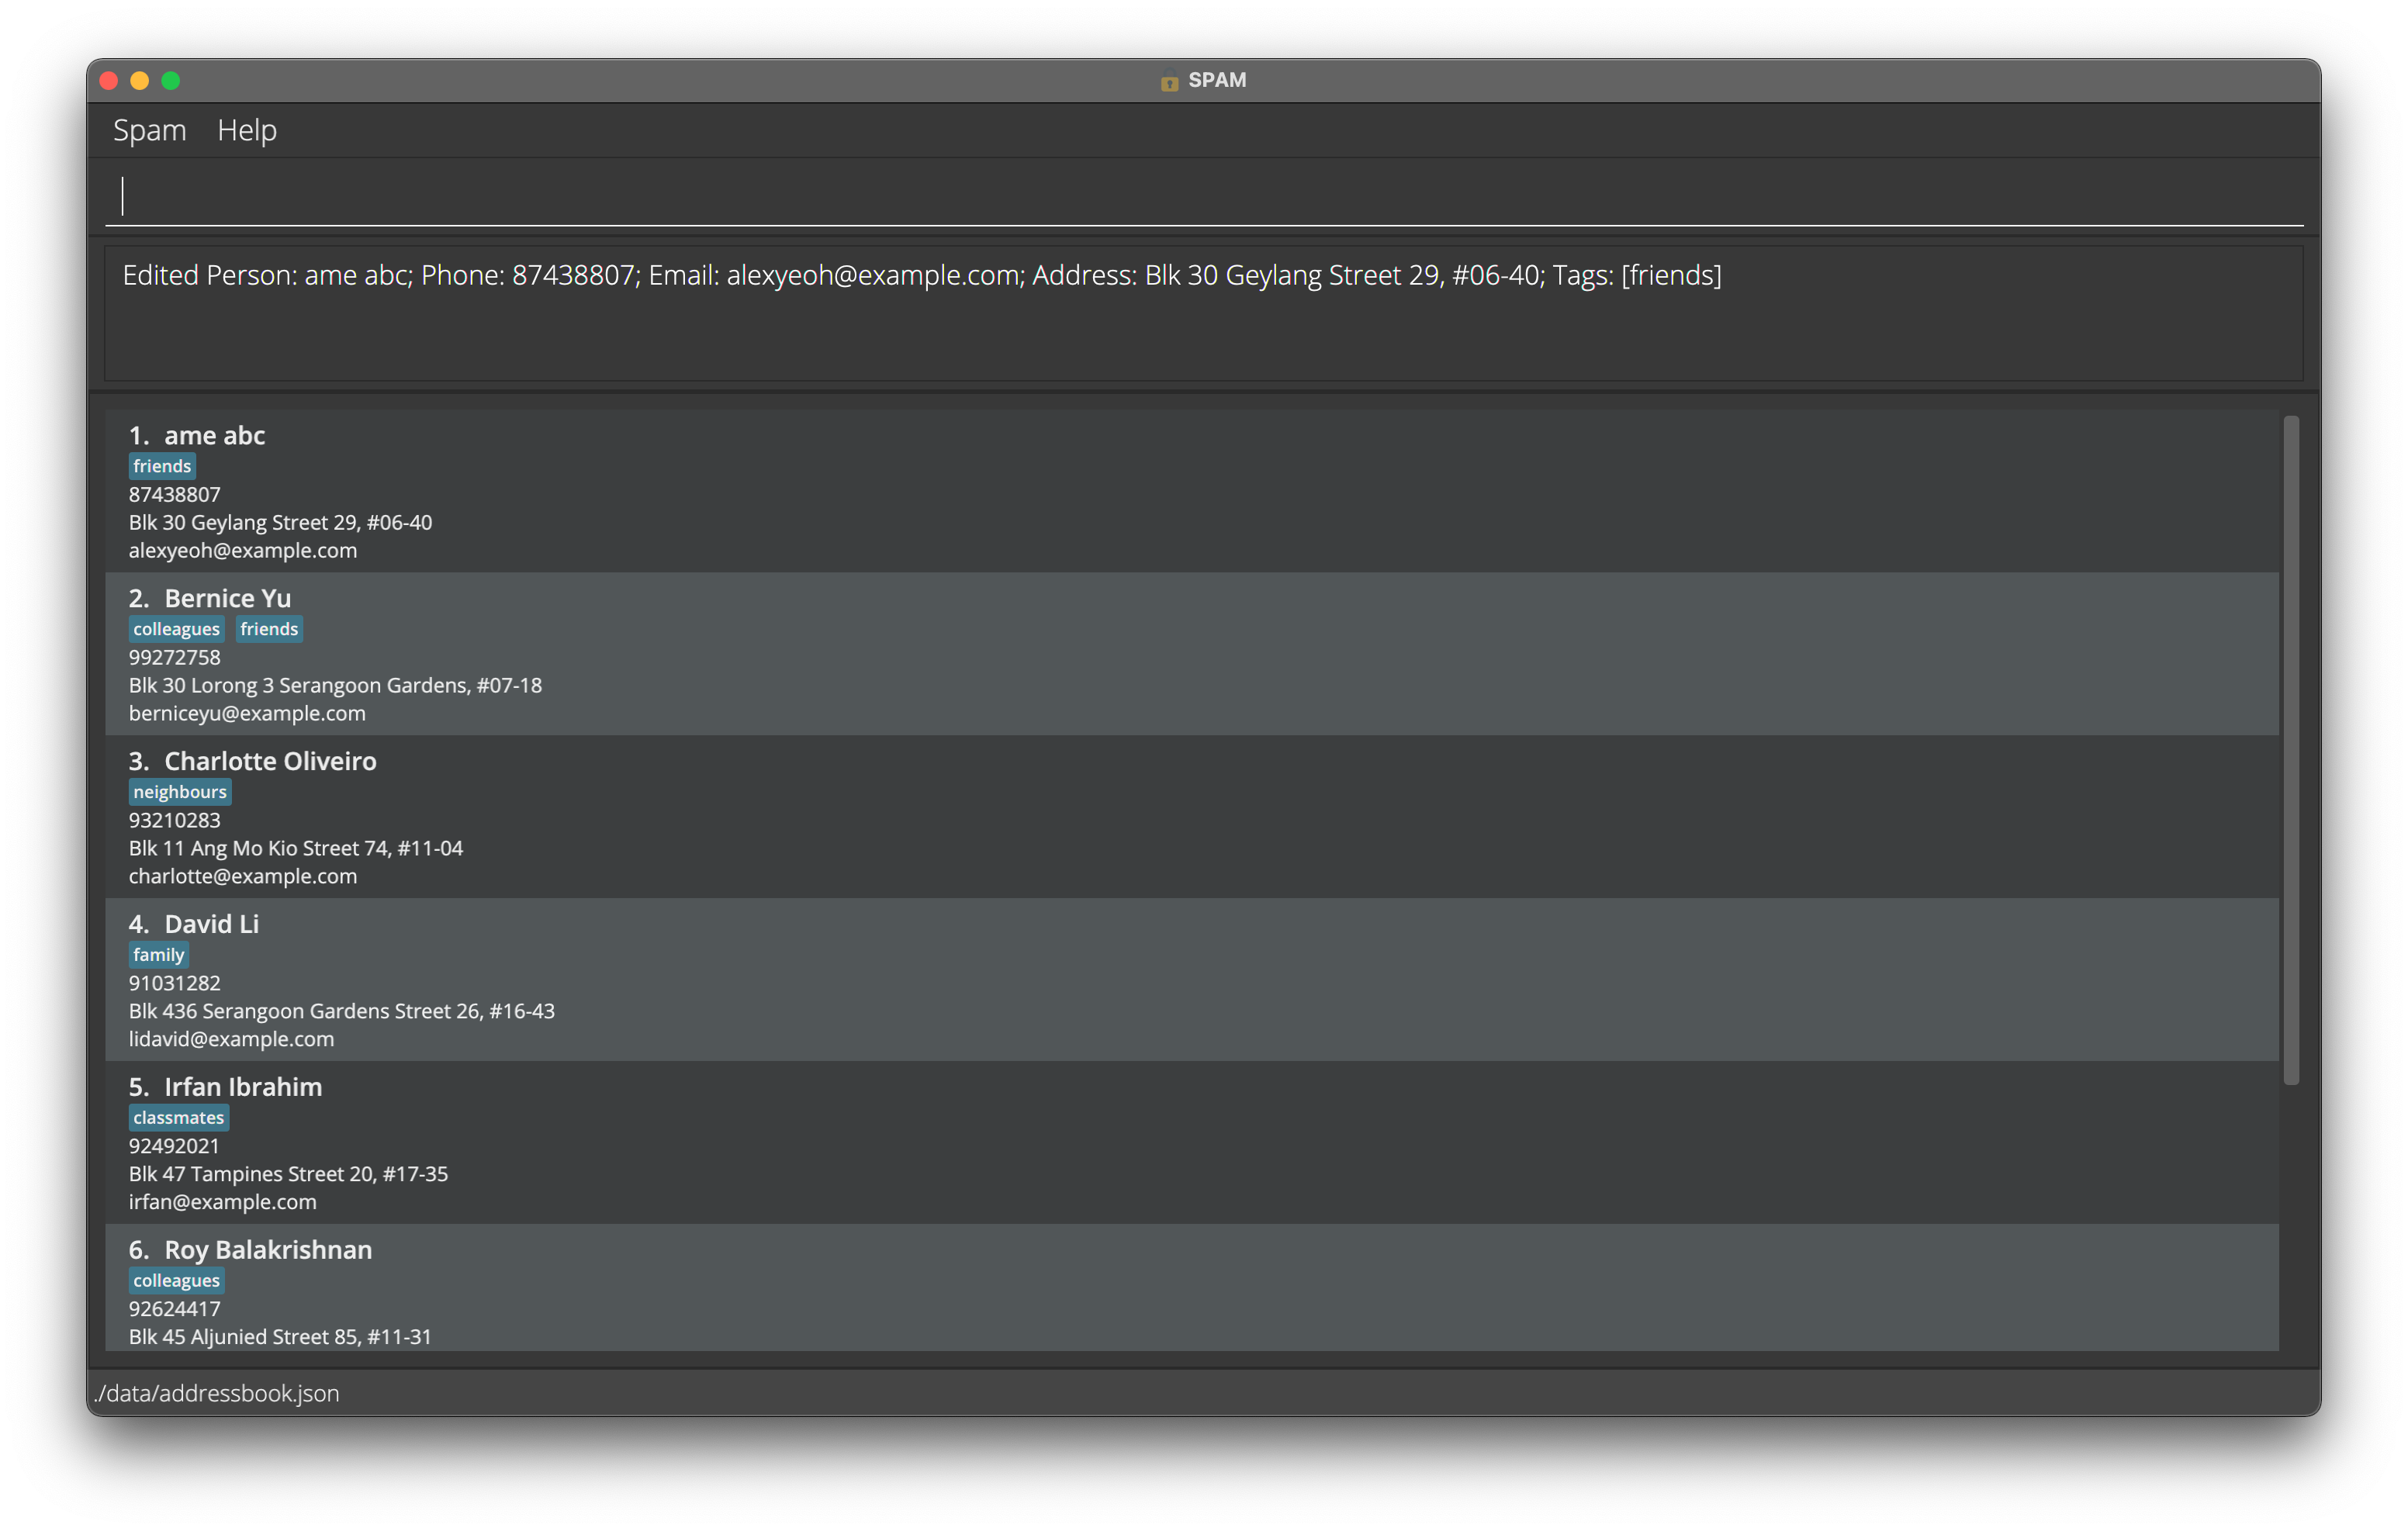 SPAM
Spam Help
Edited Person: ame abc; Phone: 87438807; Email: alexyeoh@example.com; Address: Blk 30 Geylang Street 29, #06-40; Tags: [friends]
1. ame abc
friends
87438807
Blk 30 Geylang Street 29, #06-40
alexyeoh@example.com
2. Bernice Yu
colleagues friends
99272758
Blk 30 Lorong 3 Serangoon Gardens, #07-18
berniceyu@example.com
3. Charlotte Oliveiro
neighbours
93210283
Blk 11 Ang Mo Kio Street 74, #11-04
charlotte@example.com
4. David Li
family
91031282
Blk 436 Serangoon Gardens Street 26, #16-43
lidavid@example.com
5. Irfan Ibrahim
classmates
92492021
Blk 47 Tampines Street 20, #17-35
irfan@example.com
6. Roy Balakrishnan
colleagues
92624417
Blk 45 Aljunied Street 85, #11-31
./data/addressbook.json